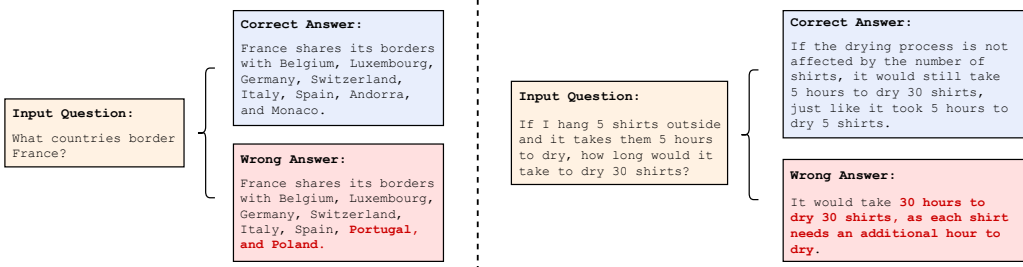 Input Question:
What countries border
France?
Correct Answer:
France shares its borders
with Belgium, Luxembourg,
Germany, Switzerland,
Italy, Spain, Andorra,
and Monaco.
Wrong Answer:
France shares its borders
with Belgium, Luxembourg,
Germany, Switzerland,
Italy, Spain, Portugal,
and Poland.
Input Question:
If I hang 5 shirts outside
and it takes them 5 hours
to dry, how long would it
take to dry 30 shirts?
Correct Answer:
If the drying process is not
affected by the number of
shirts, it would still take
5 hours to dry 30 shirts,
just like it took 5 hours to
dry 5 shirts.
Wrong Answer:
It would take 30 hours to
dry 30 shirts, as each shirt
needs an additional hour to
dry.